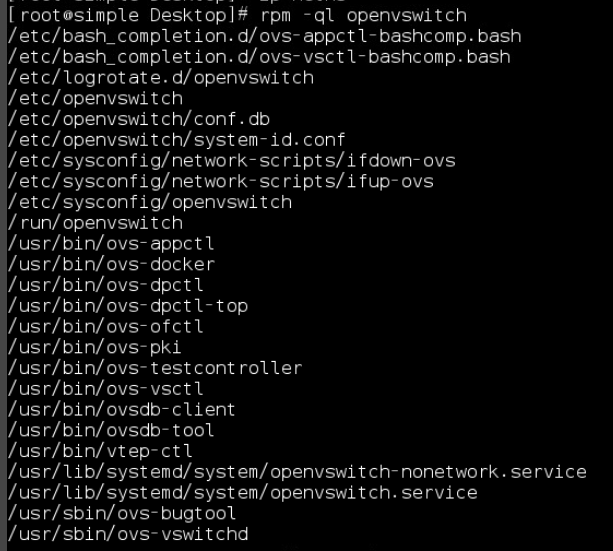 [root@simple Desktop]# rpm -ql openvswitch
/etc/bash_completion.d/ovs-appctl-bashcomp.bash
/etc/bash_completion.d/ovs-vsctl-bashcomp.bash
/etc/logrotate.d/openvswitch
/etc/openvswitch
/etc/openvswitch/conf.db
/etc/openvswitch/system-id.conf
/etc/sysconfig/network-scripts/ifdown-ovs
/etc/sysconfig/network-scripts/ifup-ovs
/etc/sysconfig/openvswitch
/run/openvswitch
/usr/bin/ovs-appctl
/usr/bin/ovs-docker
/usr/bin/ovs-dpctl
/usr/bin/ovs-dpctl-top
/usr/bin/ovs-ofctl
/usr/bin/ovs-pki
/usr/bin/ovs-testcontroller
/usr/bin/ovs-vsctl
/usr/bin/ovsdb-client
/usr/bin/ovsdb-tool
/usr/bin/vtep-ctl
/usr/lib/systemd/system/openvswitch-nonetwork.service
/usr/lib/systemd/system/openvswitch.service
/usr/sbin/ovs-bugtool
/usr/sbin/ovs-vswitchd